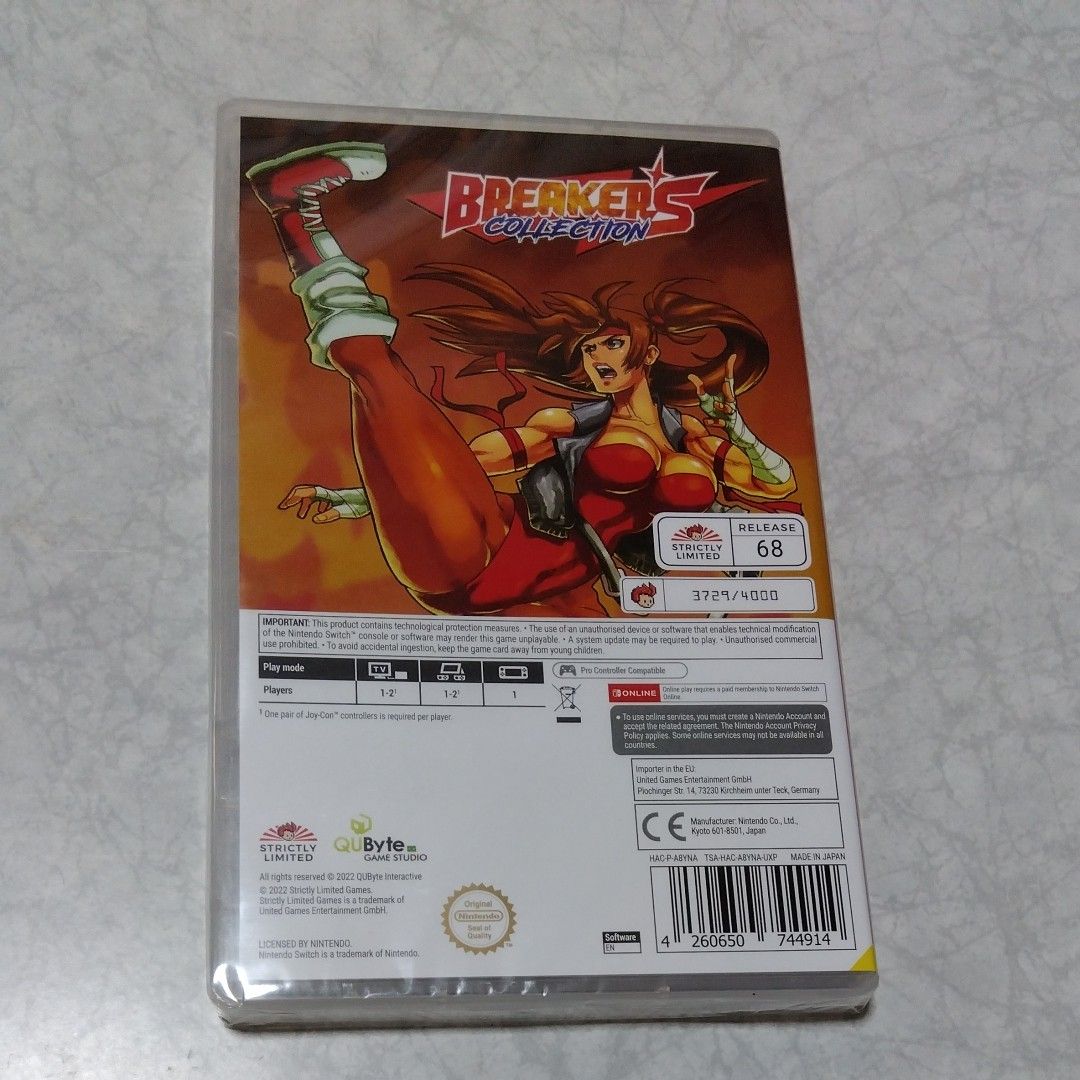 BREAKER'S
COLLECTION
STRICTLY
LIMITED
RELEASE
68
3729/4000
IMPORTANT: This product contains technological protection measures. • The use of an unauthorised device or software that enables technical modification
of the Nintendo Switch™ console or software may render this game unplayable. • A system update may be required to play. • Unauthorised commercial
use prohibited. • To avoid accidental ingestion, keep the game card away from young children.
Play mode
TV
Players
1-2¹
1-2¹
1
Pro Controller Compatible
¹ One pair of Joy-Con™ controllers is required per player.
ONLINE
Online play requires a paid membership to Nintendo Switch
Online.
• To use online services, you must create a Nintendo Account and
accept the related agreement. The Nintendo Account Privacy
Policy applies. Some online services may not be available in all
countries.
Importer in the EU:
United Games Entertainment GmbH
Plochinger Str. 14, 73230 Kirchheim unter Teck, Germany
CE
Manufacturer: Nintendo Co., Ltd.,
Kyoto 601-8501, Japan
STRICTLY
LIMITED
QUByte
GAME STUDIO
All rights reserved © 2022 QUByte Interactive
© 2022 Strictly Limited Games.
Strictly Limited Games is a trademark of
United Games Entertainment GmbH.
LICENSED BY NINTENDO.
Nintendo Switch is a trademark of Nintendo.
Original
Nintendo
Seal of
Quality
™
Software
EN
HAC-P-A8YNA TSA-HAC-A8YNA-UXP MADE IN JAPAN
4 260650 744914